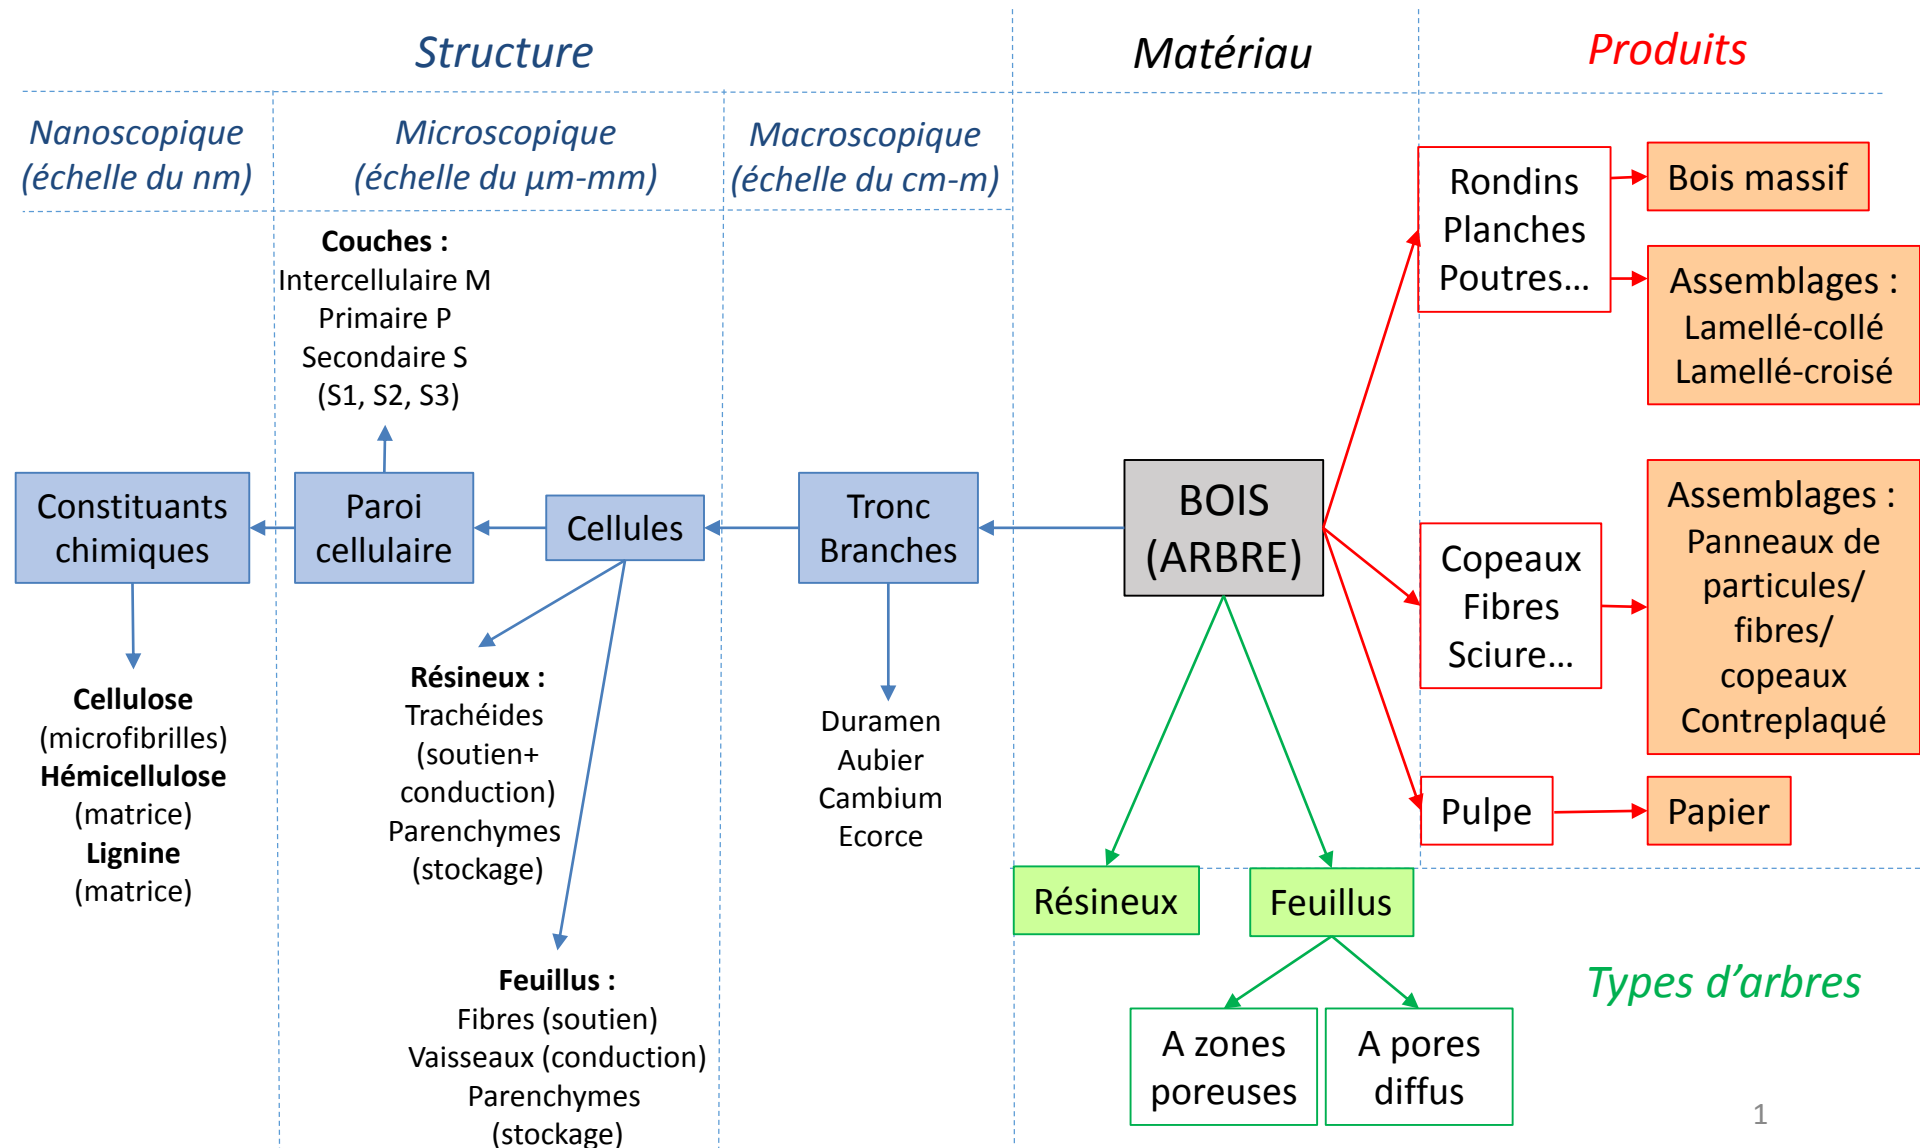 Structure
Matériau
Produits
Nanoscopique
(échelle du nm)
Microscopique
(échelle du µm-mm)
Macroscopique
(échelle du cm-m)
Couches :
Intercellulaire M
Primaire P
Secondaire S
(S1, S2, S3)
Constituants
chimiques
Paroi
cellulaire
Cellules
Tronc
Branches
BOIS
(ARBRE)
Cellulose
(microfibrilles)
Hémicellulose
(matrice)
Lignine
(matrice)
Résineux :
Trachéides
(soutien+
conduction)
Parenchymes
(stockage)
Feuillus :
Fibres (soutien)
Vaisseaux (conduction)
Parenchymes
(stockage)
Duramen
Aubier
Cambium
Ecorce
Rondins
Planches
Poutres…
Bois massif
Assemblages :
Lamellé-collé
Lamellé-croisé
Copeaux
Fibres
Sciure…
Assemblages :
Panneaux de
particules/
fibres/
copeaux
Contreplaqué
Pulpe
Papier
Résineux
Feuillus
A zones
poreuses
A pores
diffus
Types d’arbres
1